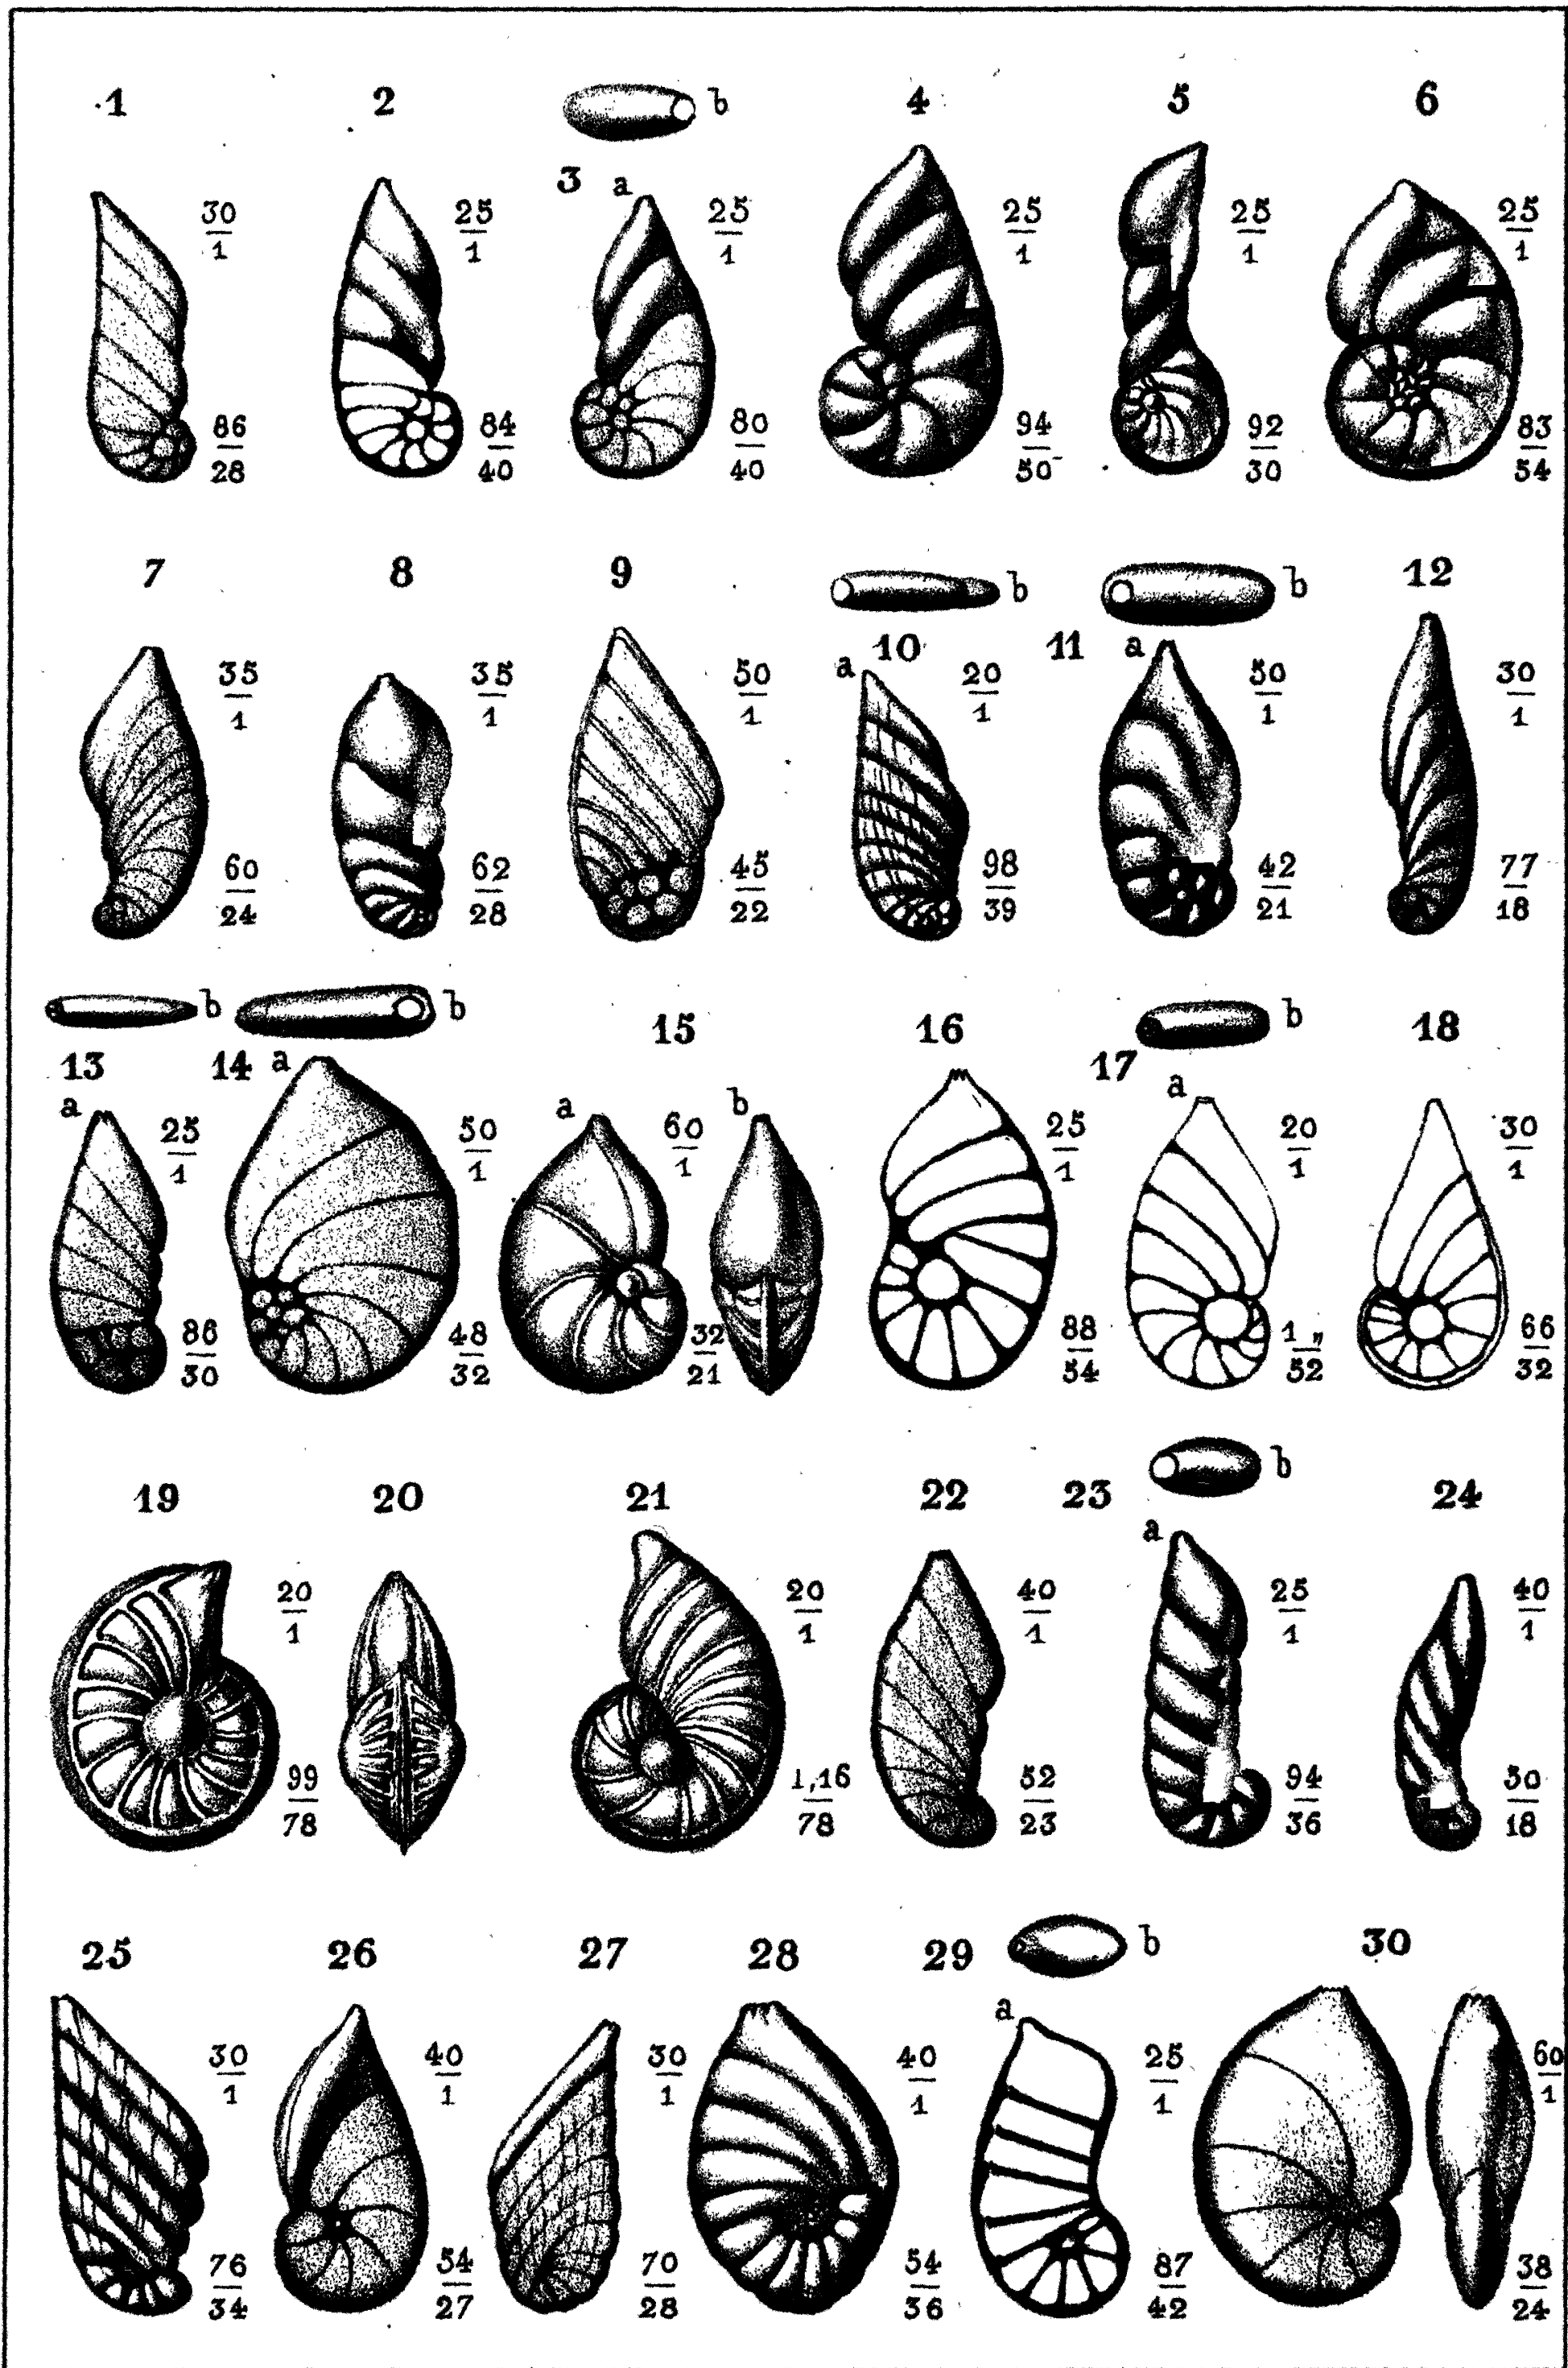 1 2 b 4 5 6
3 a
30/1 25/1 25/1 25/1 25/1 25/1
86/28 84/40 80/40 94/50 92/30 83/54
7 8 9 b b 12
a 10 11 a
35/1 35/1 50/1 20/1 50/1 30/1
60/24 62/28 45/22 98/39 42/21 77/18
b b 15 16 b 18
13 14 a 17
a a b a
25/1 50/1 60/1 25/1 20/1 30/1
86/30 48/32 32/21 88/54 1„/52 66/32
b
19 20 21 22 23 24
a
20/1 20/1 40/1 25/1 40/1
99/78 1,16/78 52/23 94/36 50/18
25 26 27 28 29 b 30
a
30/1 40/1 30/1 40/1 25/1 60/1
76/34 54/27 70/28 54/36 87/42 38/24